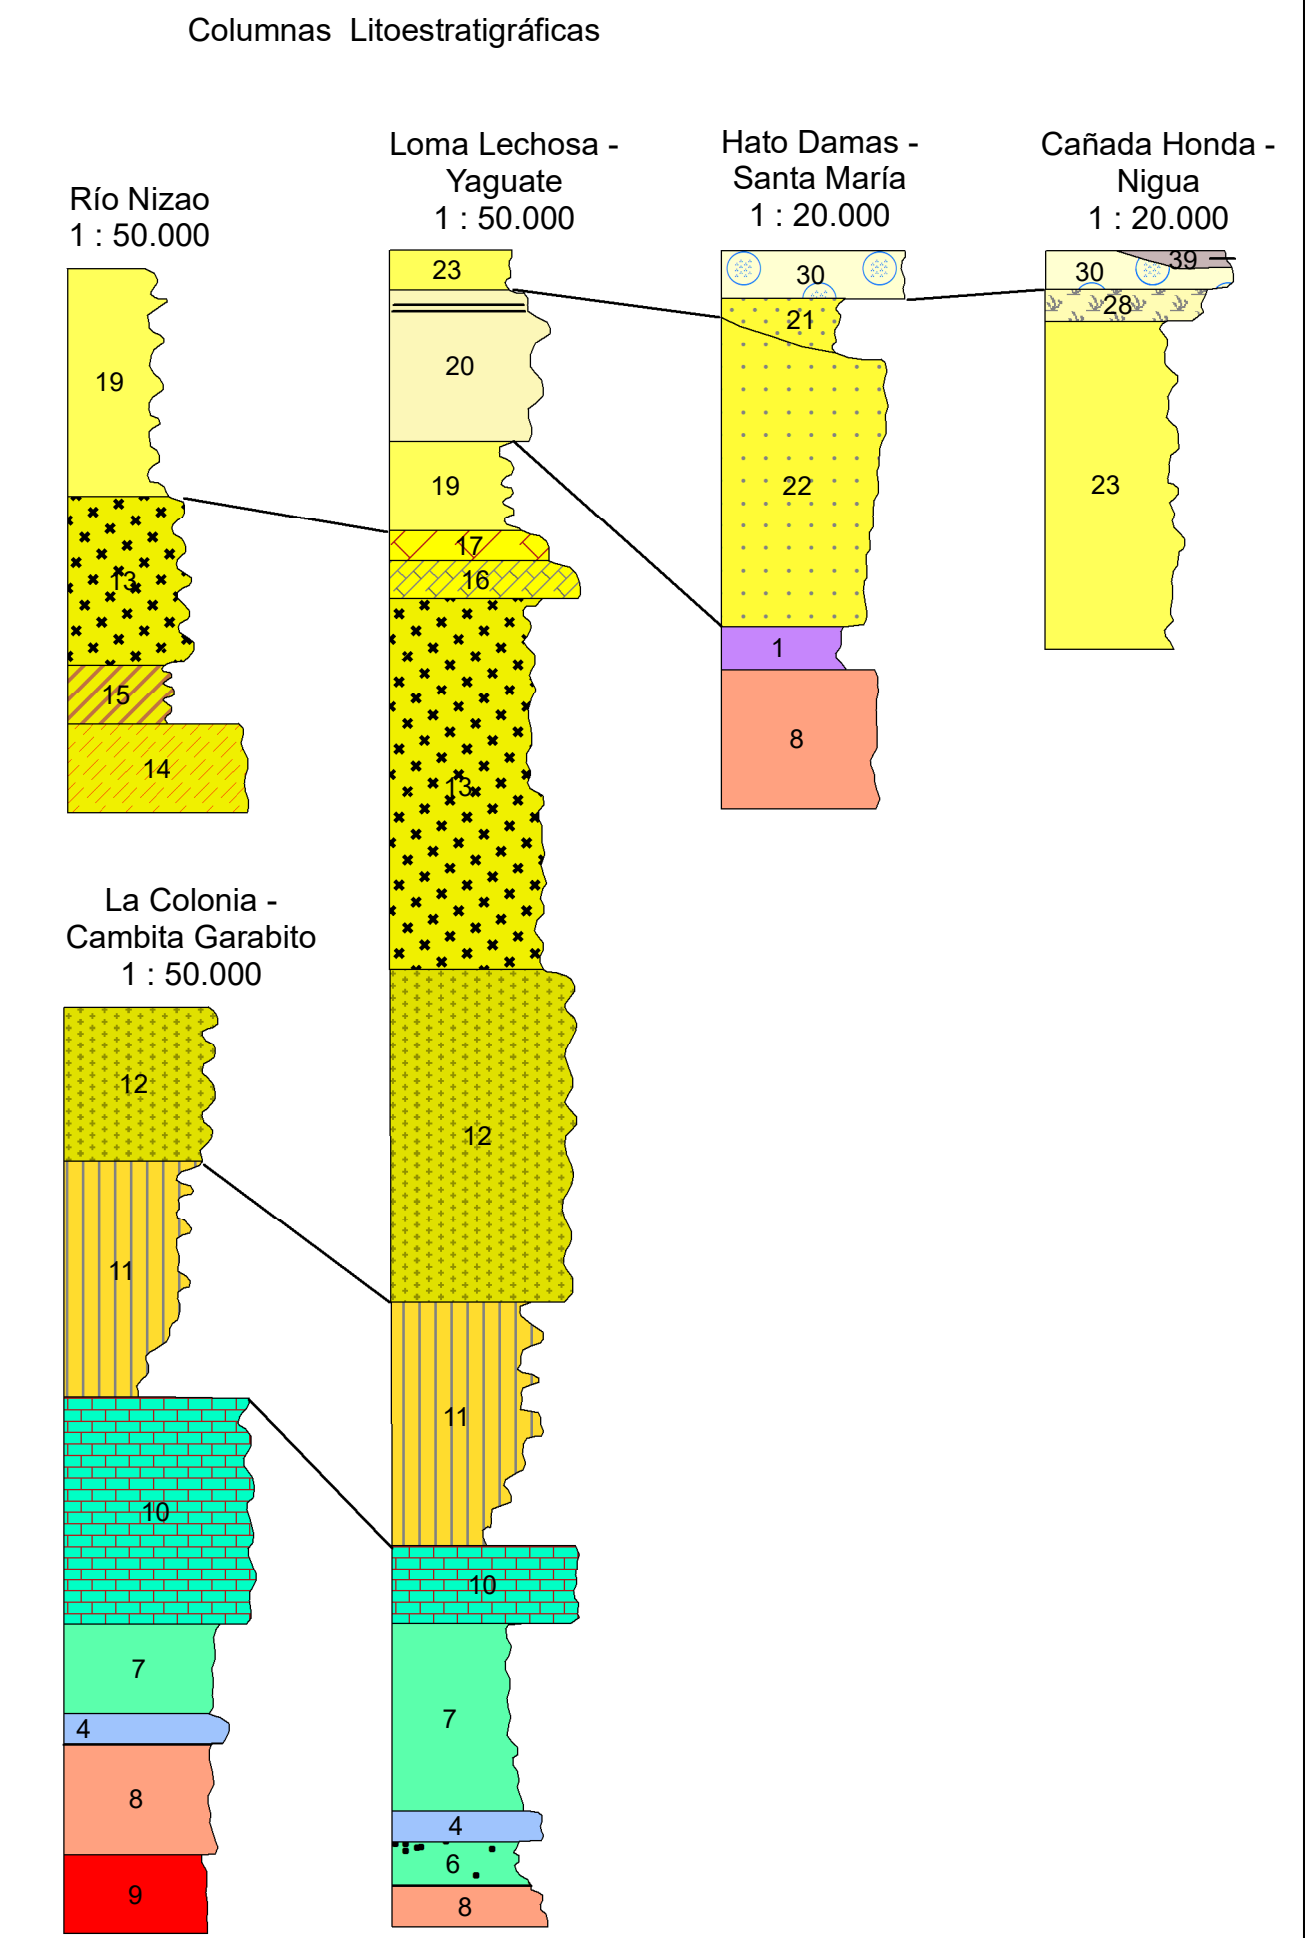 Columnas Litoestratigráficas
Río Nizao
1 : 50.000
19
13
15
14
La Colonia -
Cambita Garabito
1 : 50.000
12
11
10
7
4
8
9
Loma Lechosa -
Yaguate
1 : 50.000
23
20
19
17
16
13
12
11
10
7
4
6
8
Hato Damas -
Santa María
1 : 20.000
30
21
22
1
8
Cañada Honda -
Nigua
1 : 20.000
39
30
28
23